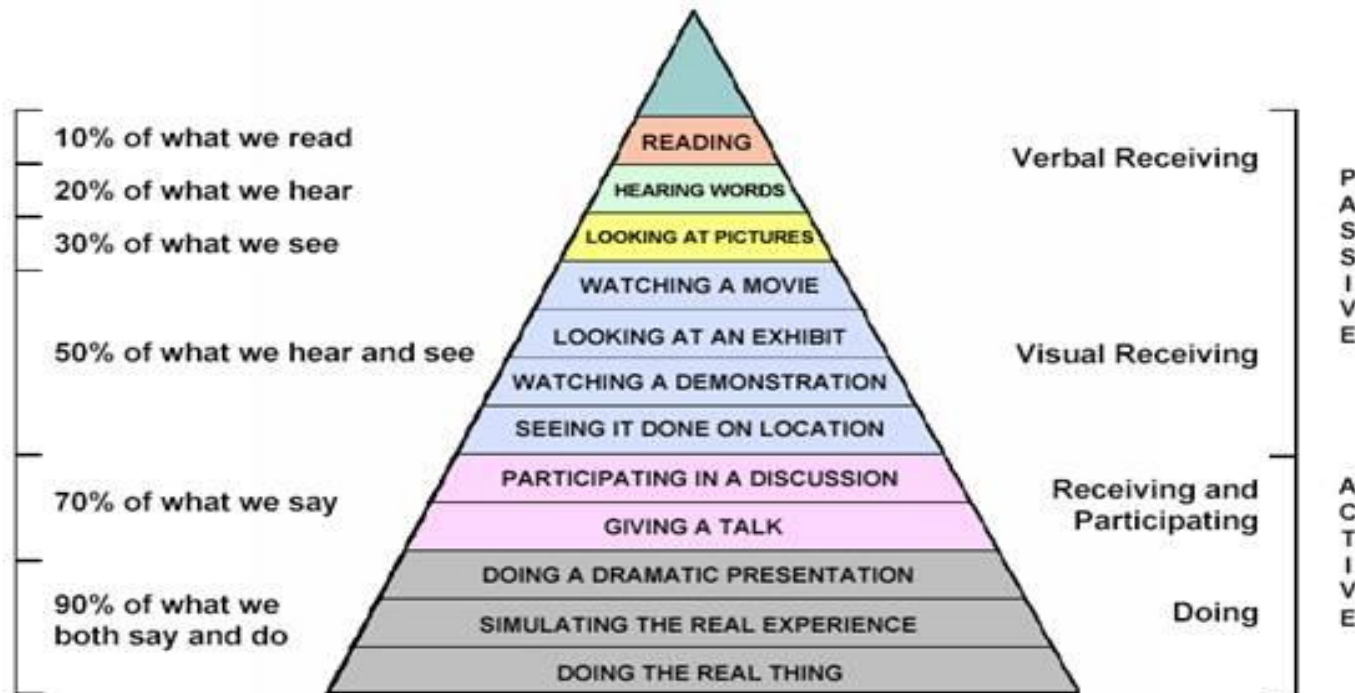 10% of what we read
20% of what we hear
30% of what we see
50% of what we hear and see
70% of what we say
90% of what we
both say and do
READING
HEARING WORDS
LOOKING AT PICTURES
WATCHING A MOVIE
LOOKING AT AN EXHIBIT
WATCHING A DEMONSTRATION
SEEING IT DONE ON LOCATION
PARTICIPATING IN A DISCUSSION
GIVING A TALK
DOING A DRAMATIC PRESENTATION
SIMULATING THE REAL EXPERIENCE
DOING THE REAL THING
Verbal Receiving
Visual Receiving
Receiving and
Participating
Doing
PASSIVE
ACTIVE